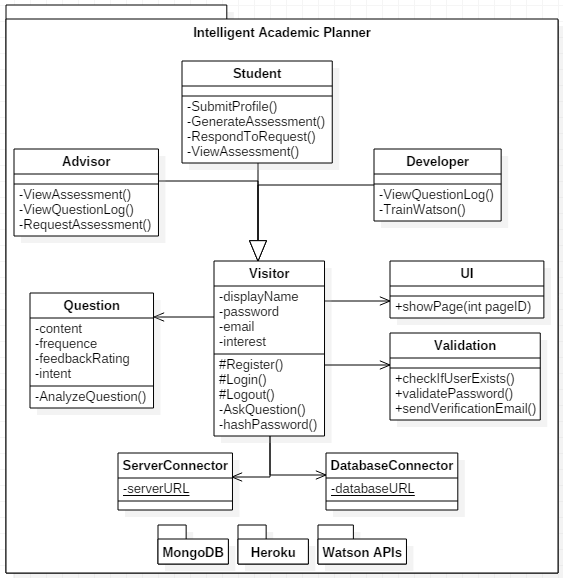 Intelligent Academic Planner
Student
-SubmitProfile()
-GenerateAssessment()
-RespondToRequest()
-ViewAssessment()
Advisor
-ViewAssessment()
-ViewQuestionLog()
-RequestAssessment()
Developer
-ViewQuestionLog()
-TrainWatson()
Visitor
-displayName
-password
-email
-interest
#Register()
#Login()
#Logout()
-AskQuestion()
-hashPassword()
UI
+showPage(int pageID)
Question
-content
-frequence
-feedbackRating
-intent
-AnalyzeQuestion()
Validation
+checkIfUserExists()
+validatePassword()
+sendVerificationEmail()
ServerConnector
-serverURL
DatabaseConnector
-databaseURL
MongoDB
Heroku
Watson APIs